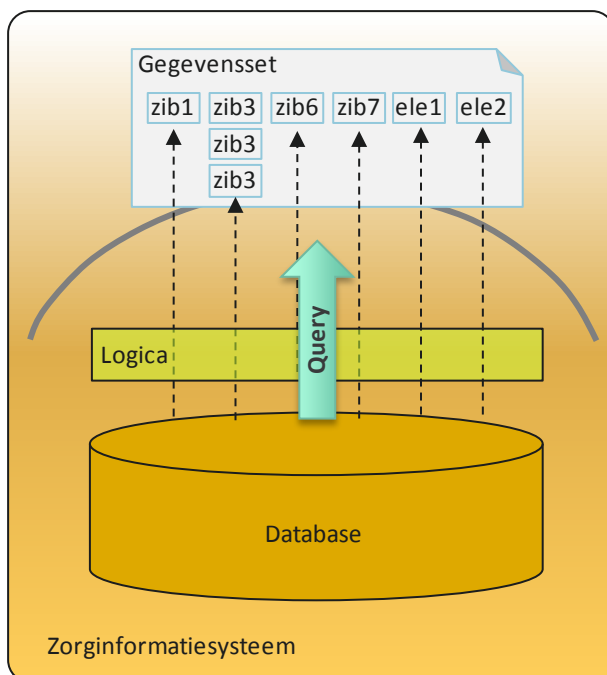 Gegevensset
zib1 zib3 zib6 zib7 ele1 ele2
zib3
zib3
Query
Logica
Database
Zorginformatiesysteem